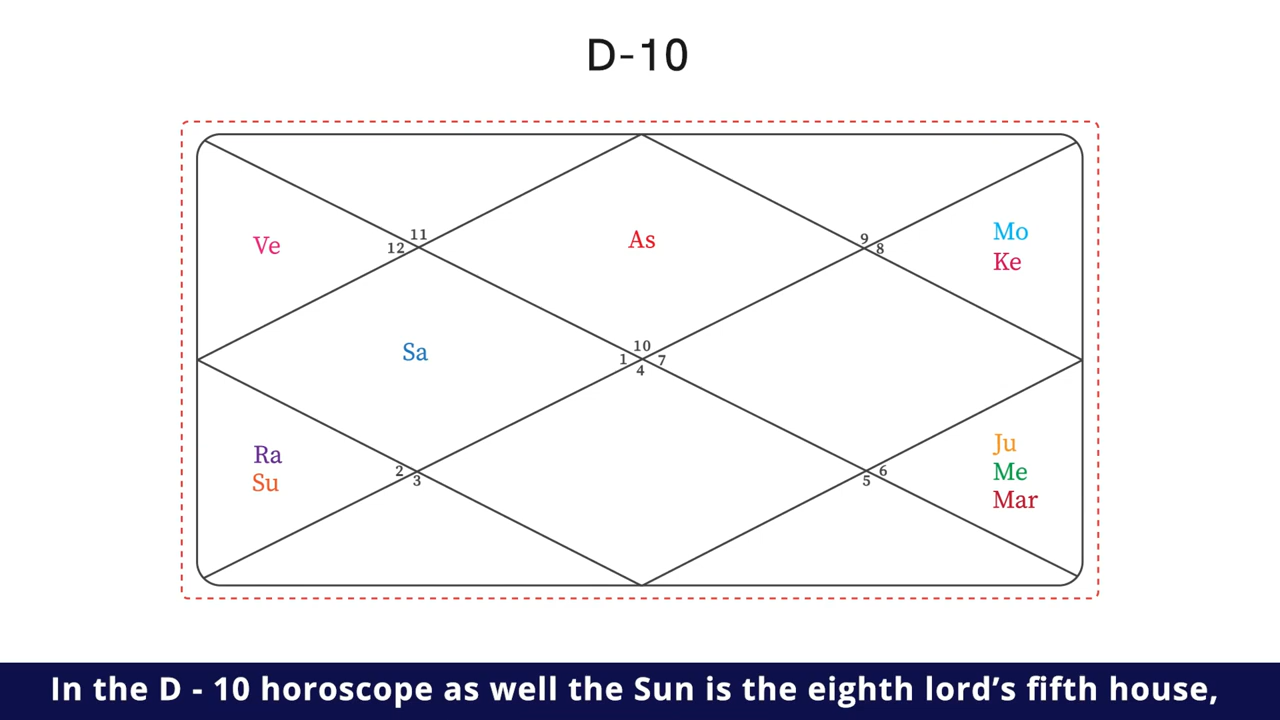 D-10
11
12
Ve
As
9
8
Mo
Ke
Sa
10
1
7
4
Ra
Su
2
3
6
5
Ju
Me
Mar
In the D - 10 horoscope as well the Sun is the eighth lord’s fifth house,